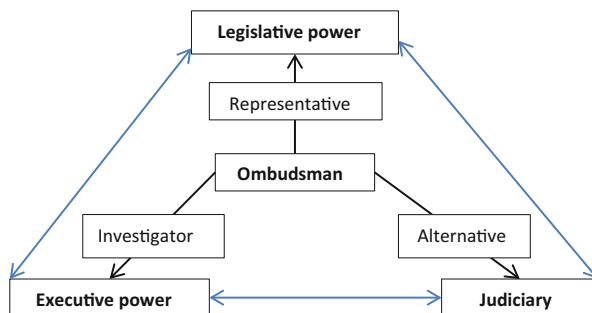 Legislative power
Representative
Ombudsman
Investigator
Alternative
Executive power
Judiciary